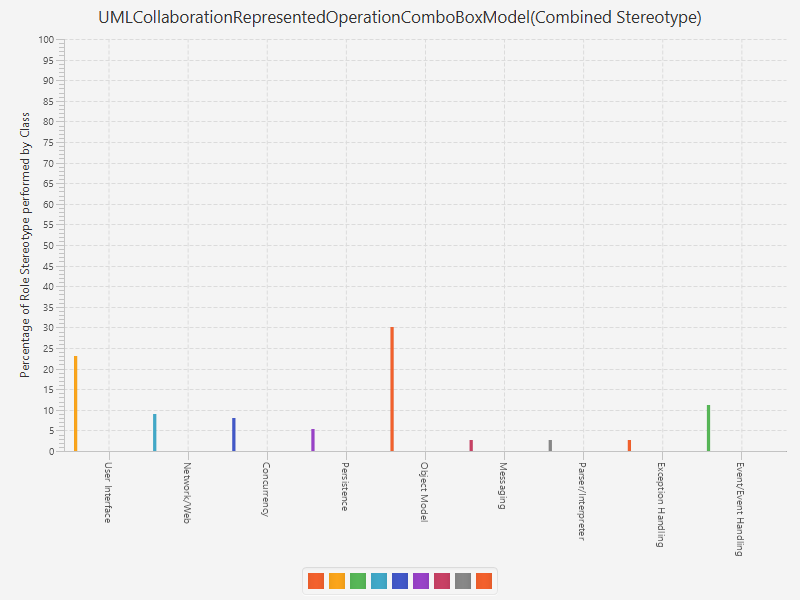 UMLCollaborationRepresentedOperationComboBoxModel(Combined Stereotype)
Percentage of Role Stereotype performed by Class
100
95
90
85
80
75
70
65
60
55
50
45
40
35
30
25
20
15
10
5
0
User Interface
Network/Web
Concurrency
Persistence
Object Model
Messaging
Parser/Interpreter
Exception Handling
Event/Event Handling